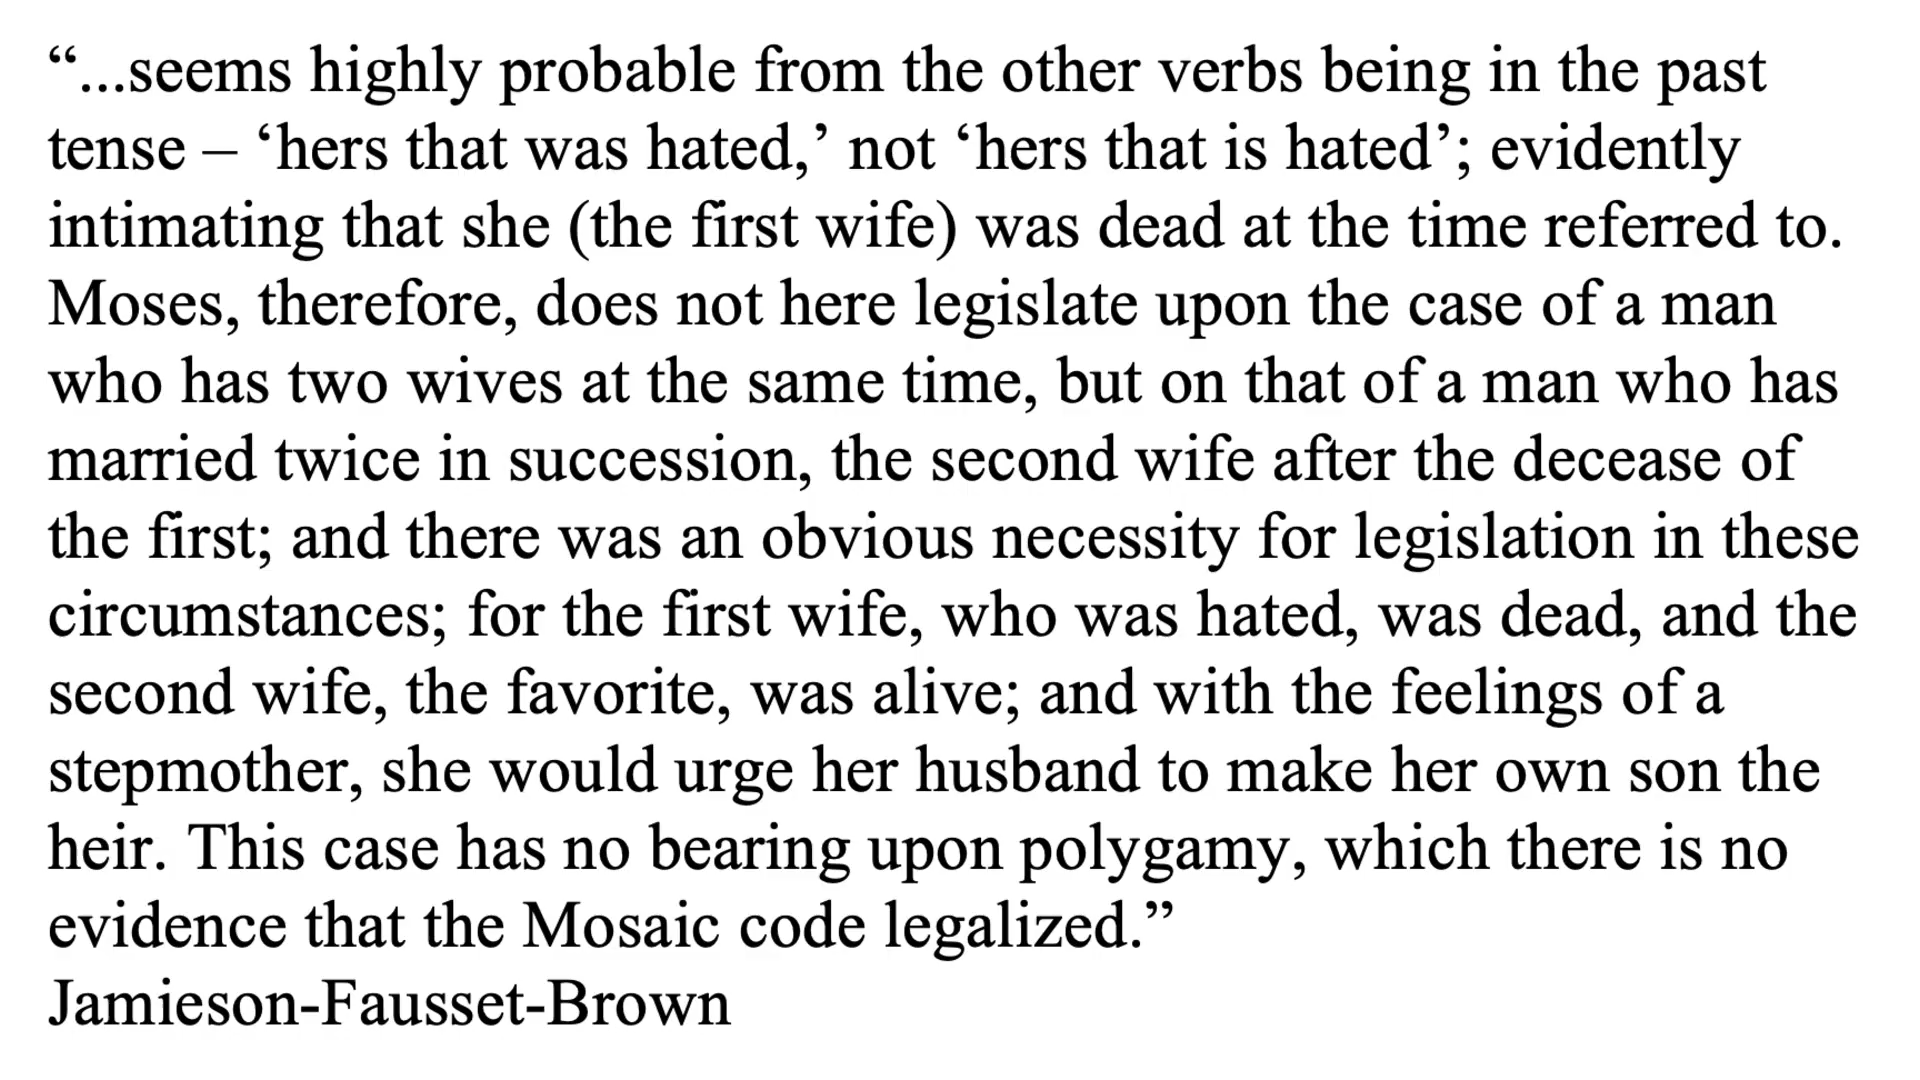 “...seems highly probable from the other verbs being in the past
tense – ‘hers that was hated,’ not ‘hers that is hated’; evidently
intimating that she (the first wife) was dead at the time referred to.
Moses, therefore, does not here legislate upon the case of a man
who has two wives at the same time, but on that of a man who has
married twice in succession, the second wife after the decease of
the first; and there was an obvious necessity for legislation in these
circumstances; for the first wife, who was hated, was dead, and the
second wife, the favorite, was alive; and with the feelings of a
stepmother, she would urge her husband to make her own son the
heir. This case has no bearing upon polygamy, which there is no
evidence that the Mosaic code legalized.”
Jamieson-Fausset-Brown